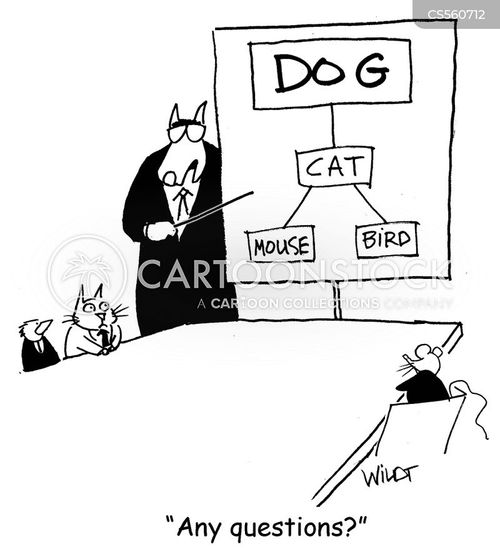 CS560712
DOG
CAT
MOUSE BiRD
CARTOONSTOCK
A CARTOON COLLECTIONS COMPANY
WILDT
"Any questions?"